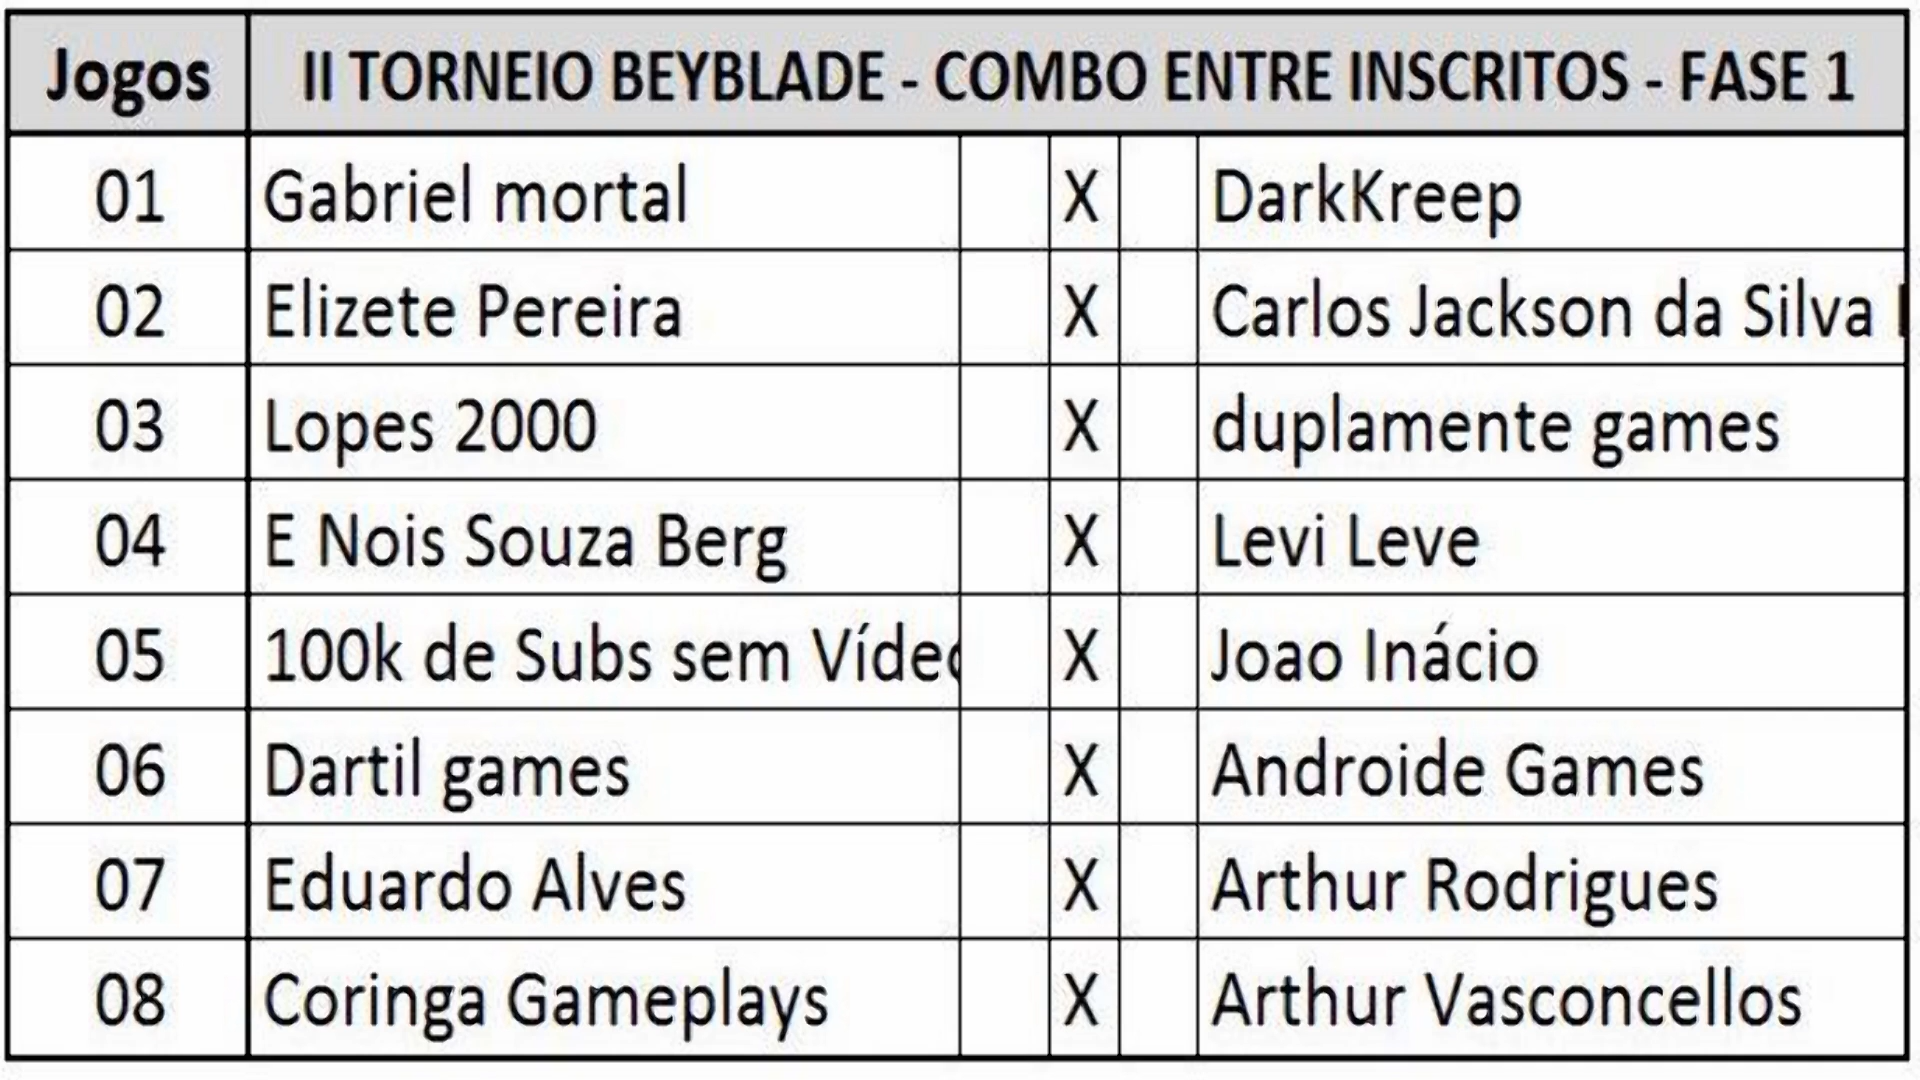 Jogos II TORNEIO BEYBLADE - COMBO ENTRE INSCRITOS - FASE 1
01 Gabriel mortal X DarkKreep
02 Elizete Pereira X Carlos Jackson da Silva
03 Lopes 2000 X duplamente games
04 E Nois Souza Berg X Levi Leve
05 100k de Subs sem X Joao Inácio
06 Dartil games X Androide Games
07 Eduardo Alves X Arthur Rodrigues
08 Coringa Gameplays X Arthur Vasconcellos